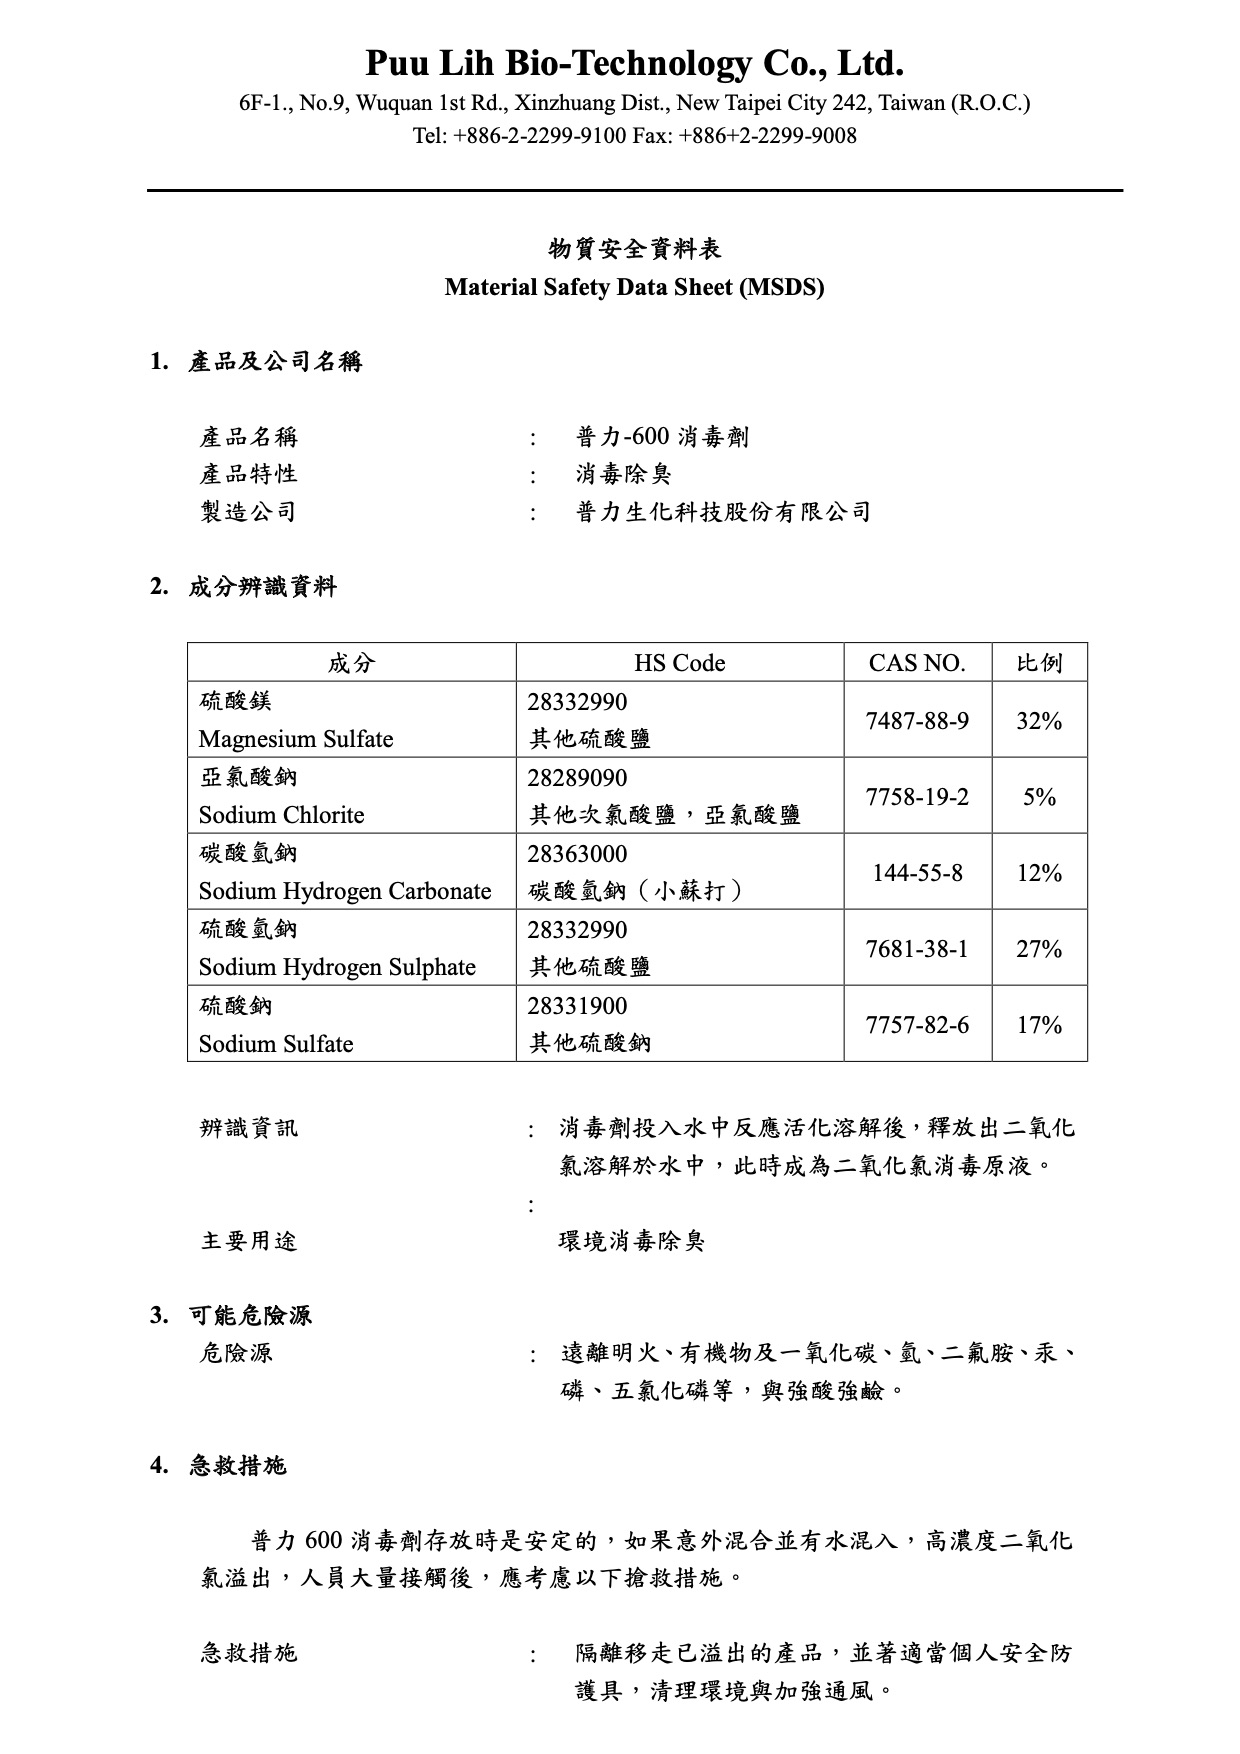 Puu Lih Bio-Technology Co., Ltd.
6F-1., No.9, Wuquan 1st Rd., Xinzhuang Dist., New Taipei City 242, Taiwan (R.O.C.)
Tel: +886-2-2299-9100 Fax: +886+2-2299-9008
物質安全資料表
Material Safety Data Sheet (MSDS)
1. 產品及公司名稱
產品名稱 : 普力-600 消毒劑
產品特性 : 消毒除臭
製造公司 : 普力生化科技股份有限公司
2. 成分辨識資料
成分 HS Code CAS NO. 比例
硫酸鎂 28332990
Magnesium Sulfate 其他硫酸鹽 7487-88-9 32%
亞氯酸鈉 28289090
Sodium Chlorite 其他次氯酸鹽，亞氯酸鹽 7758-19-2 5%
碳酸氫鈉 28363000
Sodium Hydrogen Carbonate 碳酸氫鈉（小蘇打） 144-55-8 12%
硫酸氫鈉 28332990
Sodium Hydrogen Sulphate 其他硫酸鹽 7681-38-1 27%
硫酸鈉 28331900
Sodium Sulfate 其他硫酸鈉 7757-82-6 17%
辨識資訊 : 消毒劑投入水中反應活化溶解後，釋放出二氧化
氯溶解於水中，此時成為二氧化氯消毒原液。
:
主要用途 環境消毒除臭
3. 可能危險源
危險源 : 遠離明火、有機物及一氧化碳、氫、二氟胺、汞、
磷、五氯化磷等，與強酸強鹼。
4. 急救措施
普力 600 消毒劑存放時是安定的，如果意外混合並有水混入，高濃度二氧化
氯溢出，人員大量接觸後，應考慮以下搶救措施。
急救措施 : 隔離移走已溢出的產品，並著適當個人安全防
護具，清理環境與加強通風。